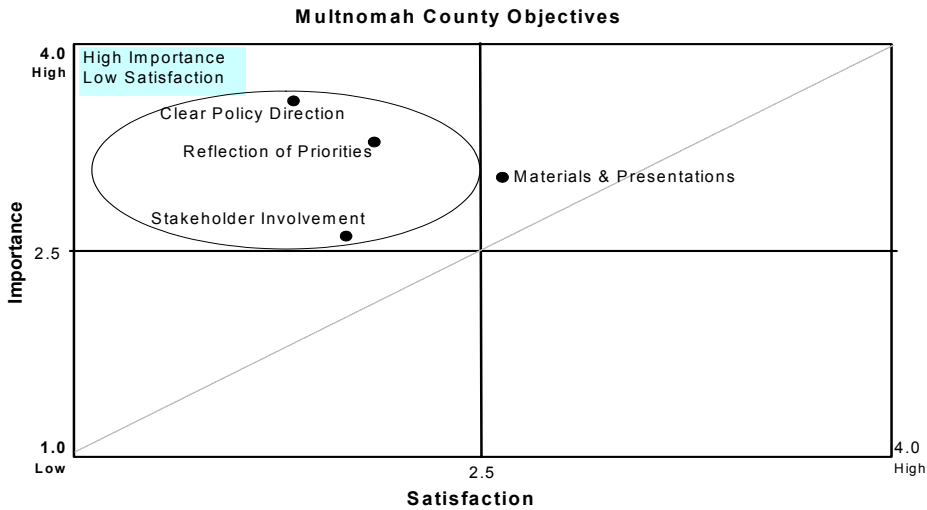 Multnomah County Objectives
4.0
High
High Importance
Low Satisfaction
Clear Policy Direction
Reflection of Priorities
Materials & Presentations
Stakeholder Involvement
Importance
2.5
1.0
Low
2.5
4.0
High
Satisfaction